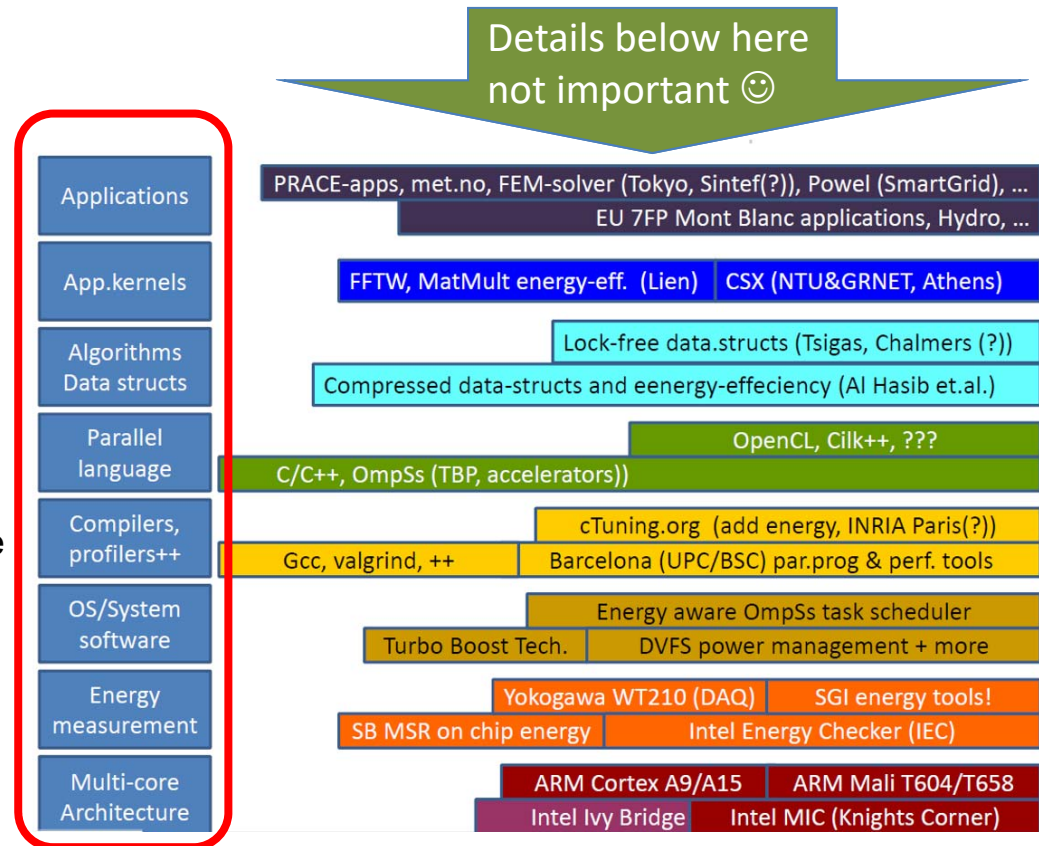 Details below here
not important ☺
Applications
PRACE-apps, met.no, FEM-solver (Tokyo, Sintef(?)), Powel (SmartGrid), ...
EU 7FP Mont Blanc applications, Hydro, ...
App.kernels
FFTW, MatMult energy-eff. (Lien)
CSX (NTU&GRNET, Athens)
Algorithms
Data structs
Lock-free data.structs (Tsigas, Chalmers (?))
Compressed data-structs and eenergy-effeciency (Al Hasib et.al.)
Parallel
language
OpenCL, Cilk++, ???
C/C++, OmpSs (TBP, accelerators))
Compilers,
profilers++
e
cTuning.org (add energy, INRIA Paris(?))
Gcc, valgrind, ++
Barcelona (UPC/BSC) par.prog & perf. tools
OS/System
software
Energy aware OmpSs task scheduler
Turbo Boost Tech.
DVFS power management + more
Energy
measurement
Yokogawa WT210 (DAQ)
SGI energy tools!
SB MSR on chip energy
Intel Energy Checker (IEC)
Multi-core
Architecture
ARM Cortex A9/A15
ARM Mali T604/T658
Intel Ivy Bridge
Intel MIC (Knights Corner)